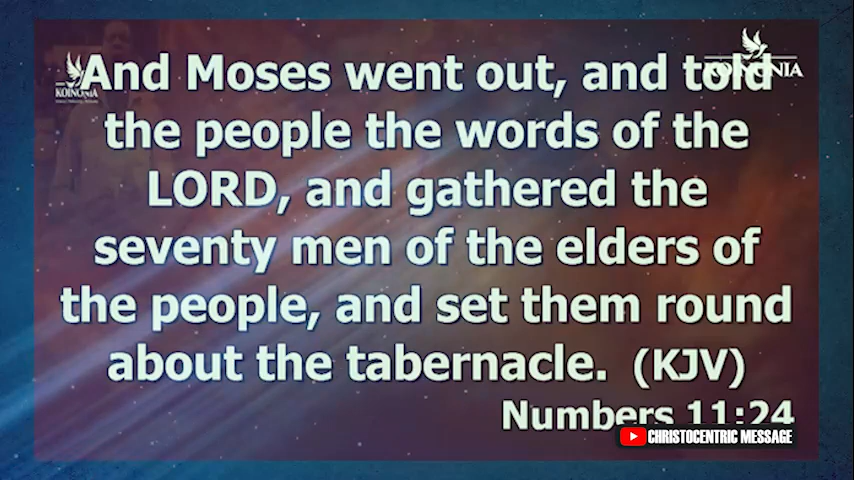 And Moses went out, and told
the people the words of the
LORD, and gathered the
seventy men of the elders of
the people, and set them round
about the tabernacle. (KJV)
Numbers 11:24
CHRISTOCENTRIC MESSAGE
KOINONIA
KOINONIA